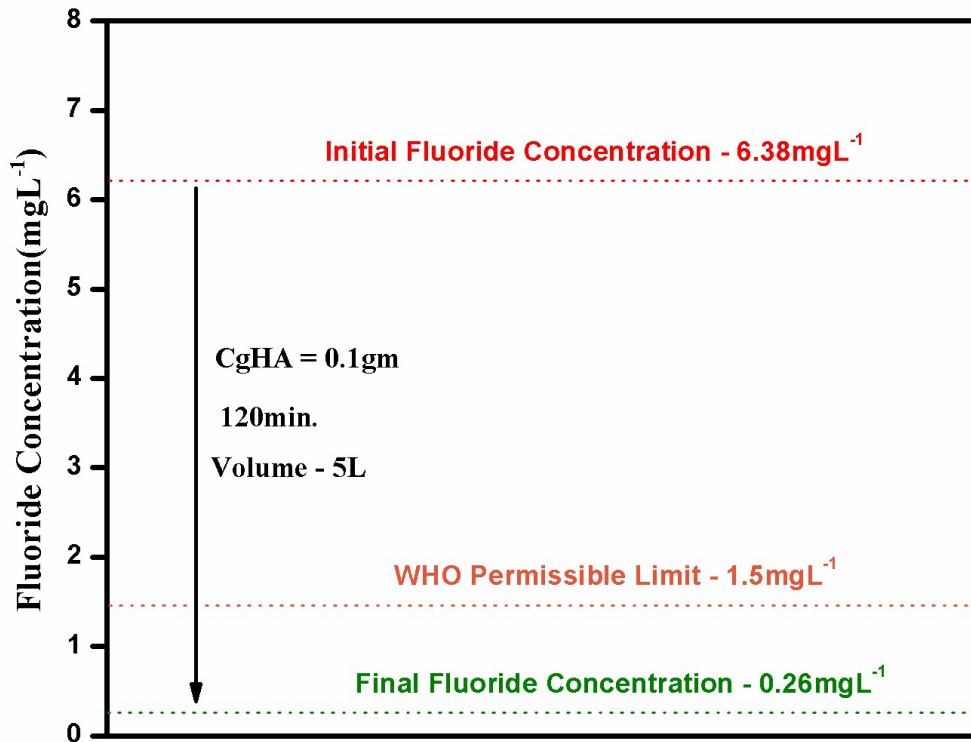 8
7
Initial Fluoride Concentration - 6.38mgL⁻¹
6
5
CgHA = 0.1gm
4
120min.
Volume - 5L
3
2
WHO Permissible Limit - 1.5mgL⁻¹
1
Final Fluoride Concentration - 0.26mgL⁻¹
0
Fluoride Concentration(mgL⁻¹)